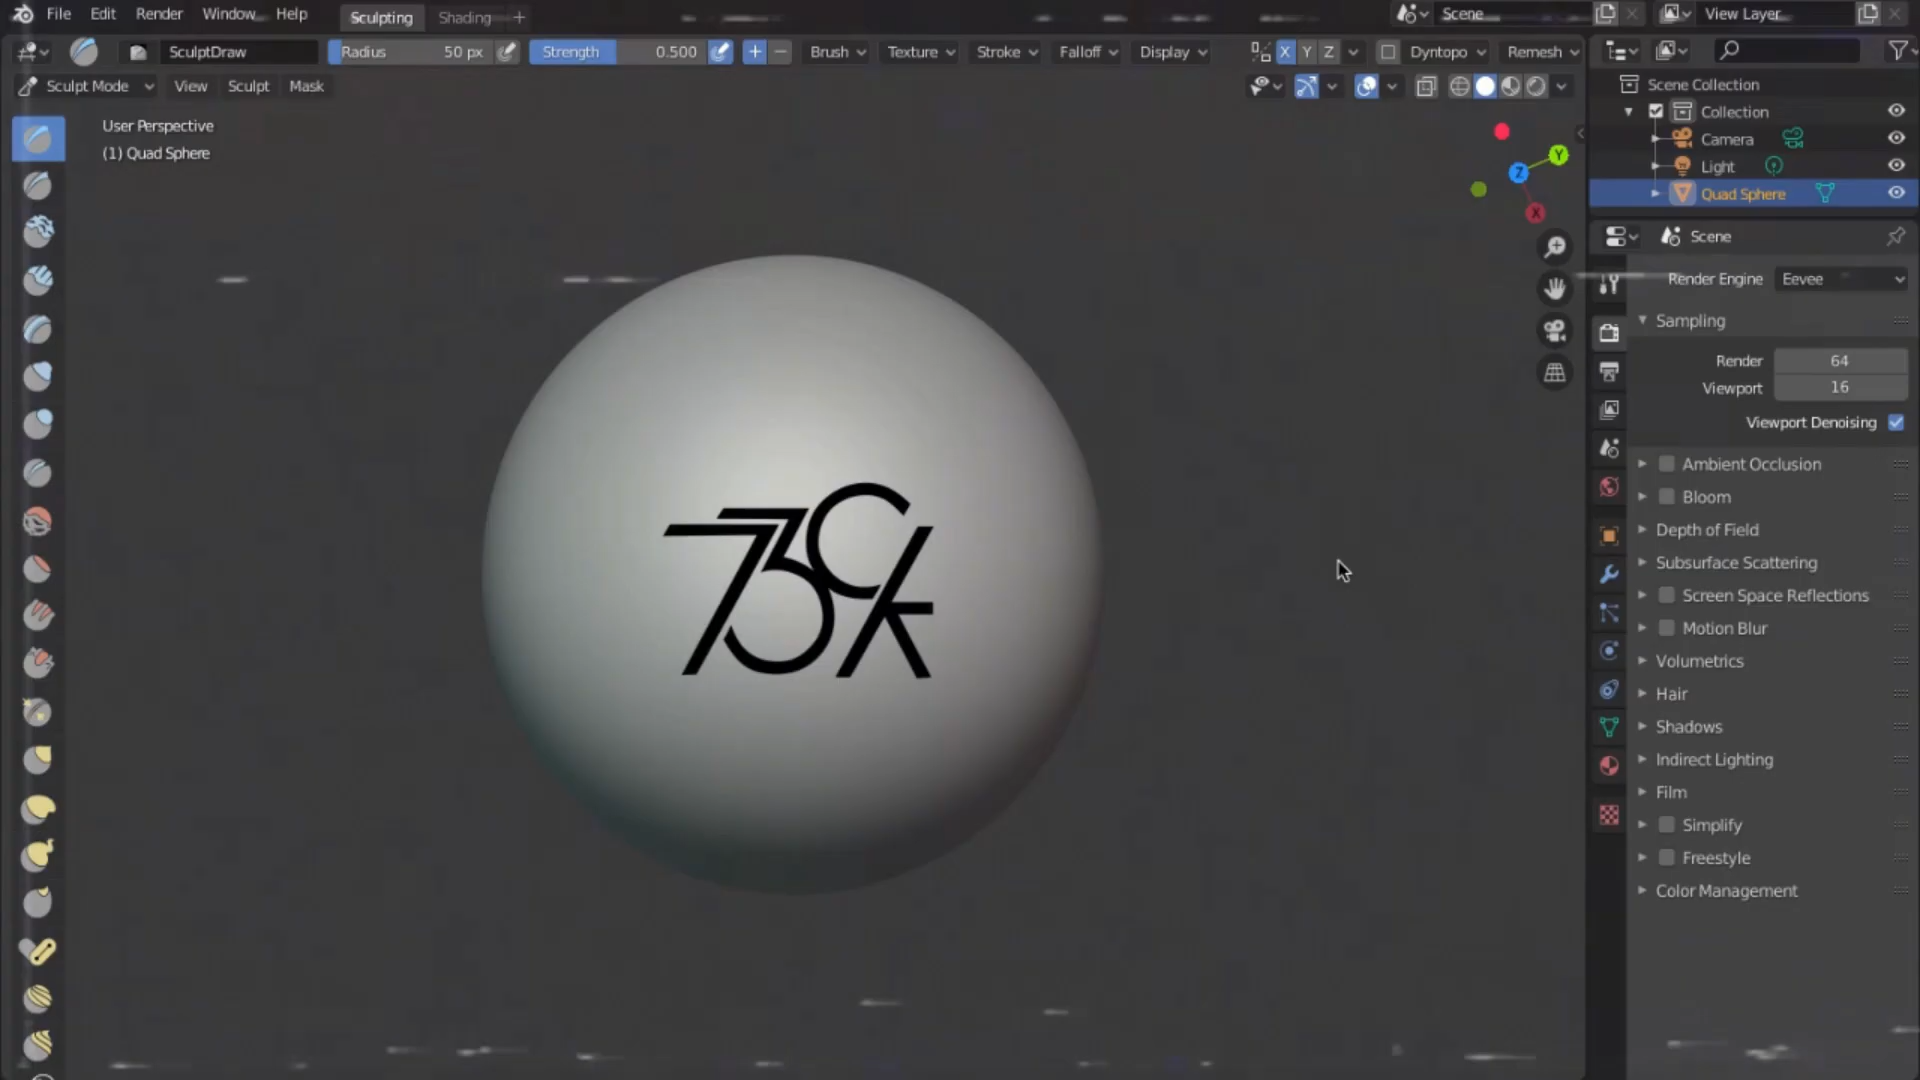 File Edit Render Window Help Sculpting Shading + Scene View Layer
SculptDraw Radius 50 px Strength 0.500 + − Brush Texture Stroke Falloff Display X Y Z Dyntopo Remesh
Sculpt Mode View Sculpt Mask
User Perspective
(1) Quad Sphere
Y
Z
X
73Ck
Scene Collection
Collection
Camera
Light
Quad Sphere
Scene
Render Engine Eevee
Sampling
Render 64
Viewport 16
Viewport Denoising
Ambient Occlusion
Bloom
Depth of Field
Subsurface Scattering
Screen Space Reflections
Motion Blur
Volumetrics
Hair
Shadows
Indirect Lighting
Film
Simplify
Freestyle
Color Management